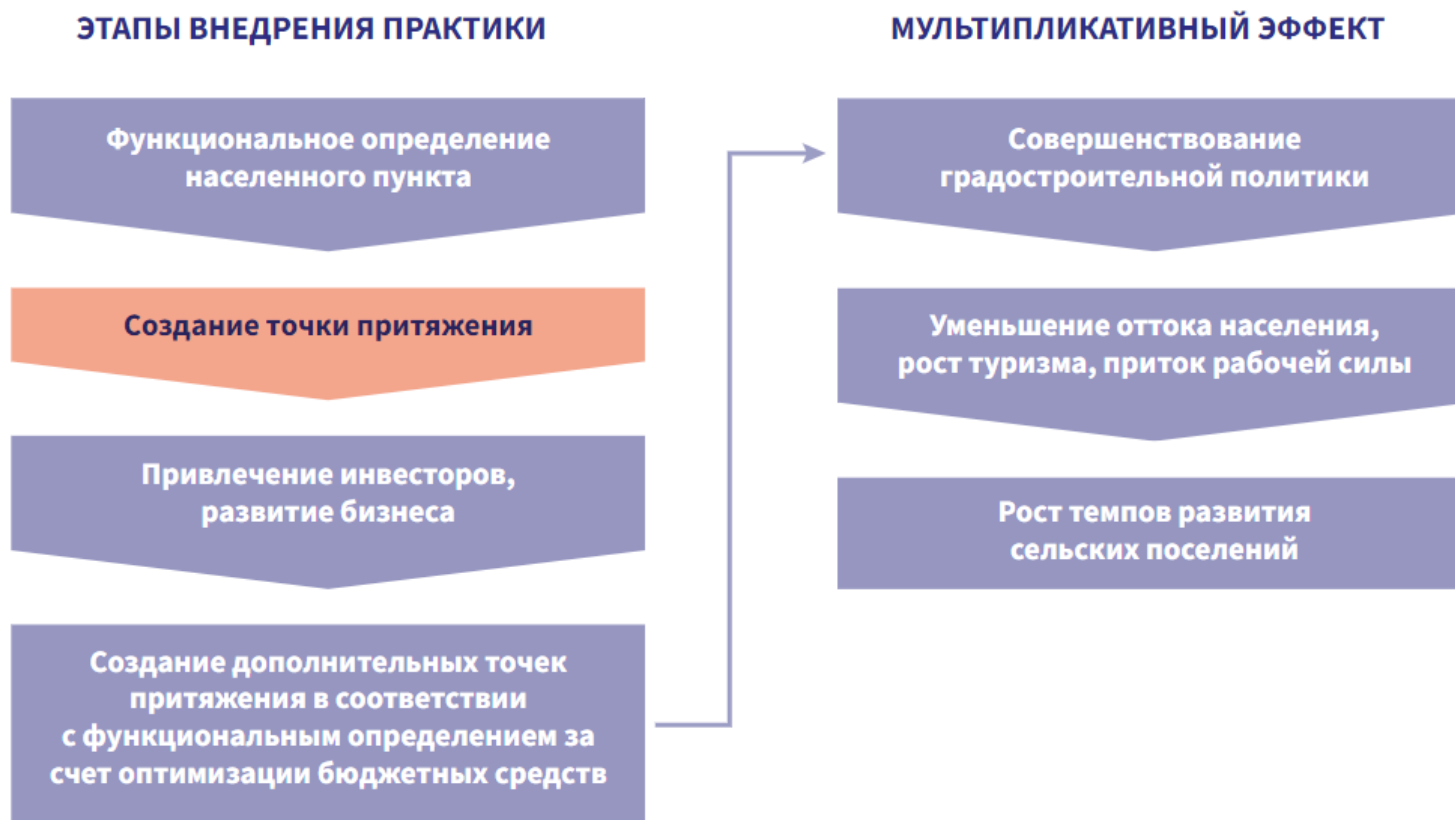 ЭТАПЫ ВНЕДРЕНИЯ ПРАКТИКИ
Функциональное определение
населенного пункта
Создание точки притяжения
Привлечение инвесторов,
развитие бизнеса
Создание дополнительных точек
притяжения в соответствии
с функциональным определением за
счет оптимизации бюджетных средств
МУЛЬТИПЛИКАТИВНЫЙ ЭФФЕКТ
Совершенствование
градостроительной политики
Уменьшение оттока населения,
рост туризма, приток рабочей силы
Рост темпов развития
сельских поселений